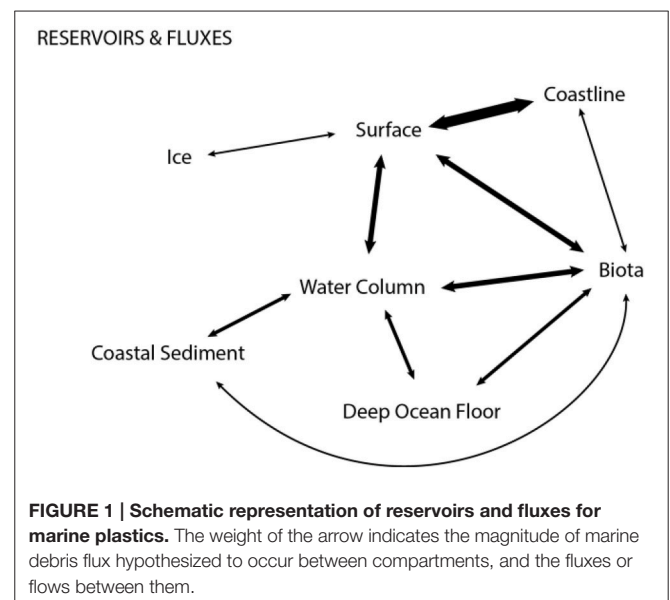 RESERVOIRS & FLUXES
Coastline
Surface
Ice
Biota
Water Column
Coastal Sediment
Deep Ocean Floor
FIGURE 1 | Schematic representation of reservoirs and fluxes for
marine plastics. The weight of the arrow indicates the magnitude of marine
debris flux hypothesized to occur between compartments, and the fluxes or
flows between them.